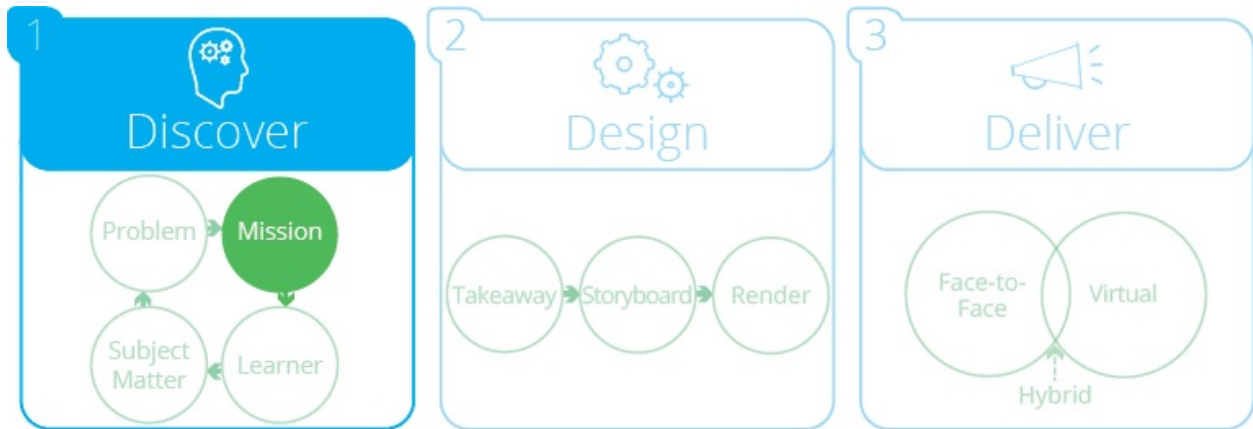 1
Discover
Problem
Mission
Subject
Matter
Learner
2
Design
Takeaway
Storyboard
Render
3
Deliver
Face-to-
Face
Virtual
Hybrid